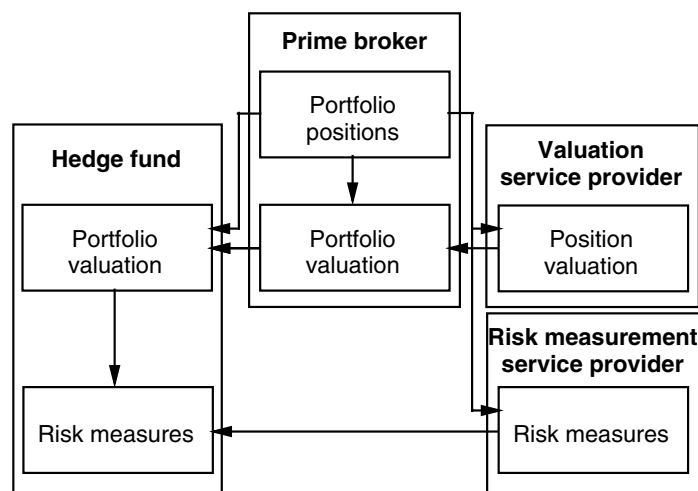 Prime broker
Portfolio
positions
Portfolio
valuation
Hedge fund
Portfolio
valuation
Risk measures
Valuation
service provider
Position
valuation
Risk measurement
service provider
Risk measures